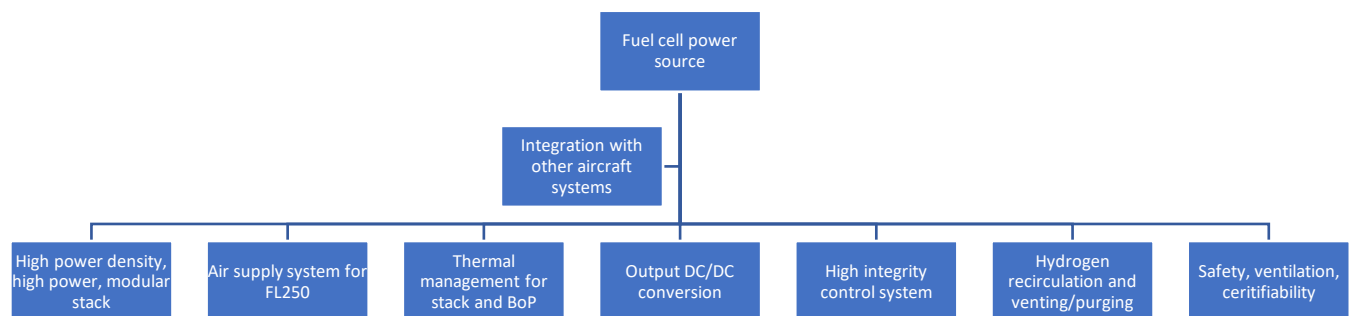 Fuel cell power
source
Integration with
other aircraft
systems
High power density,
high power, modular
stack
Air supply system for
FL250
Thermal
management for
stack and BoP
Output DC/DC
conversion
High integrity
control system
Hydrogen
recirculation and
venting/purging
Safety, ventilation,
ceritifiability